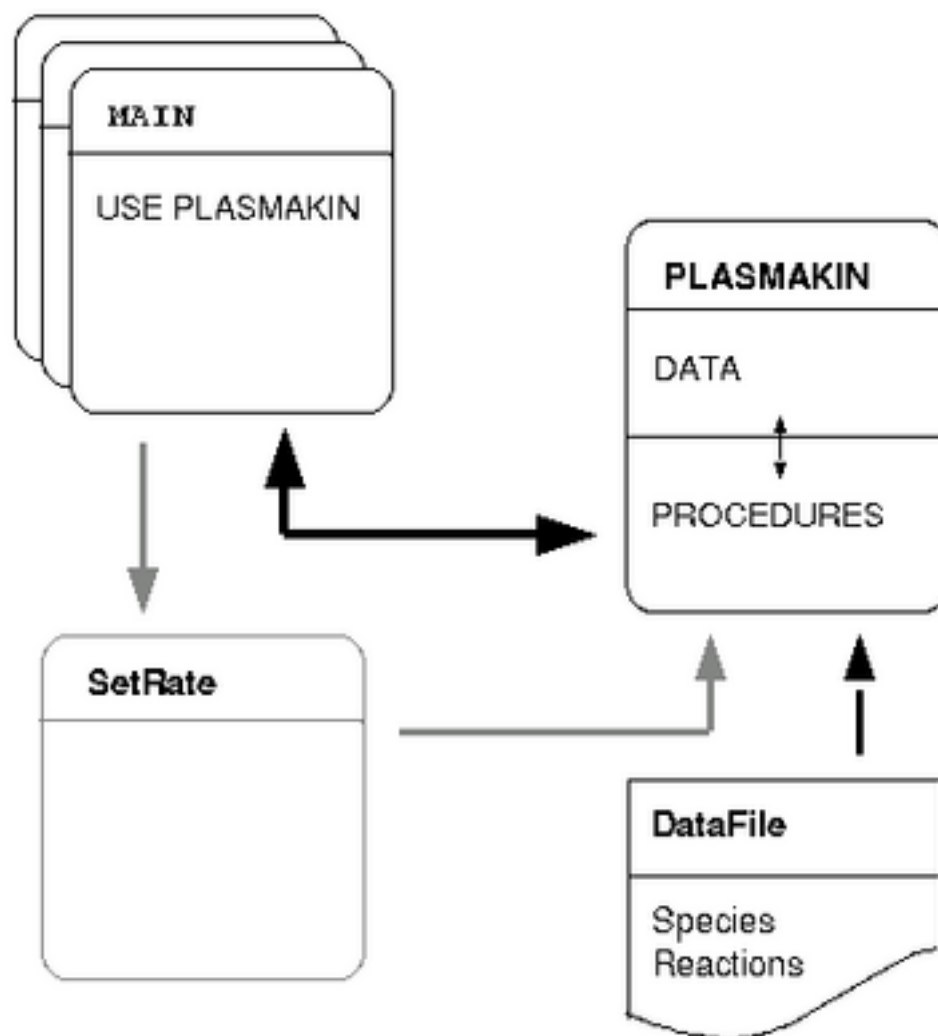 MAIN
USE PLASMAKIN
PLASMAKIN
DATA
PROCEDURES
SetRate
DataFile
Species
Reactions